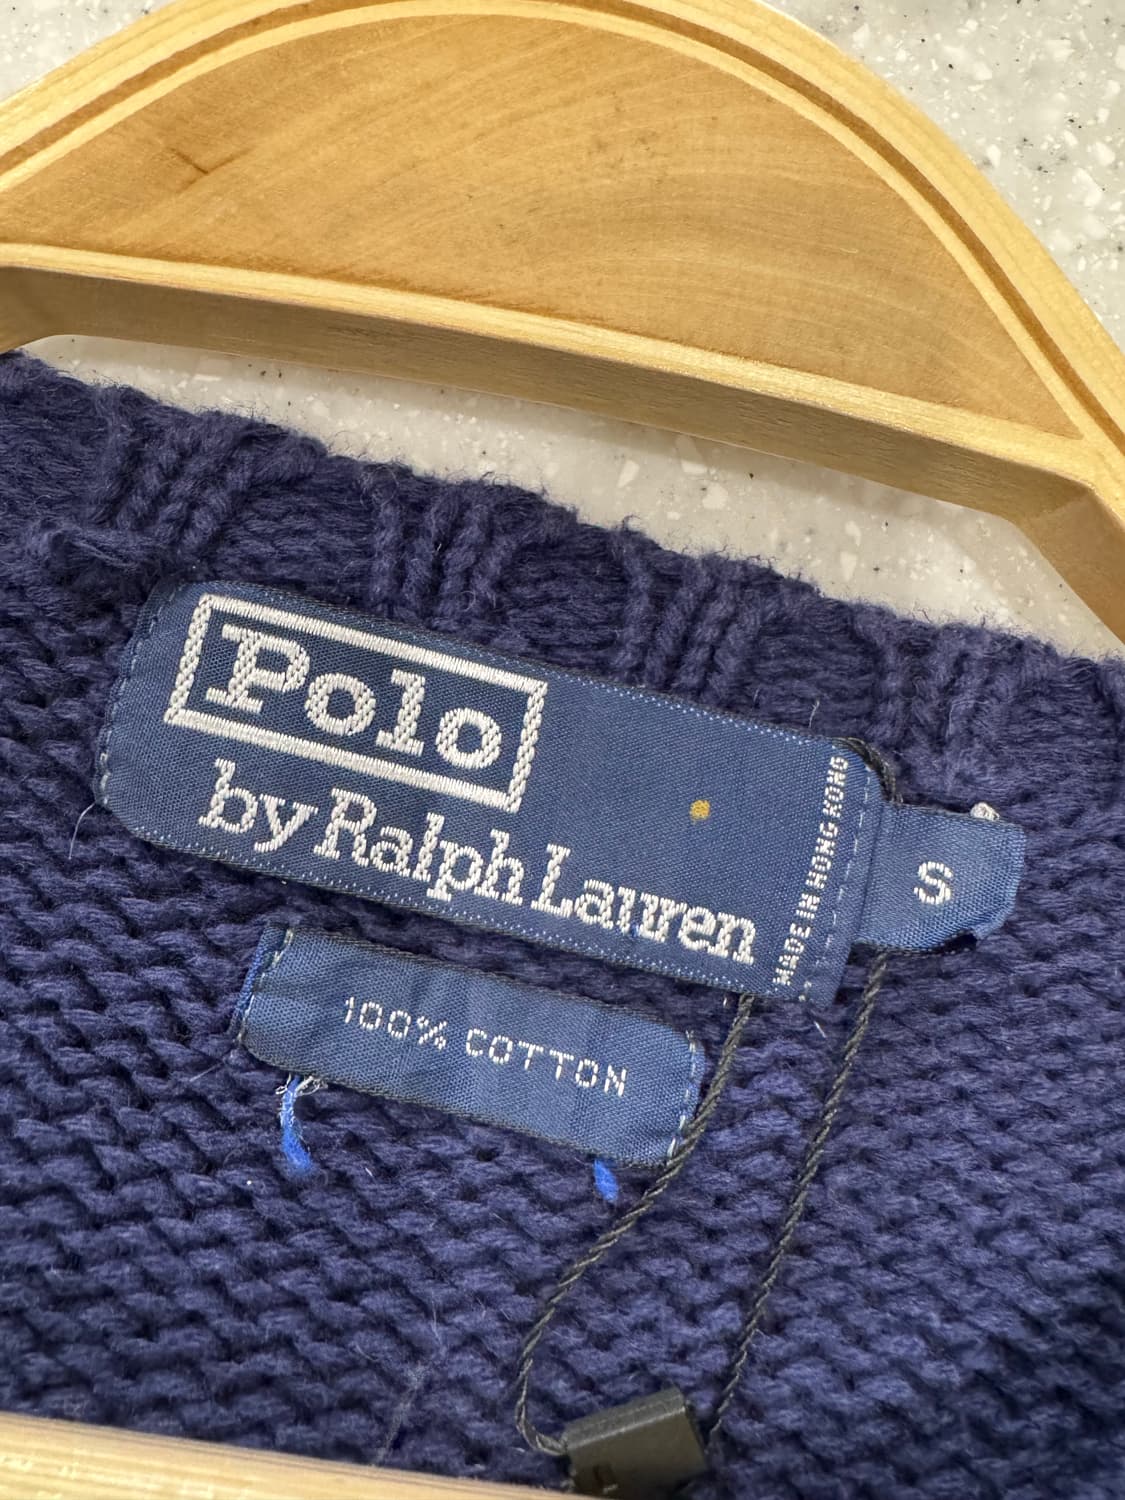 Polo
by Ralph Lauren
MADE IN HONG KONG
S
100% COTTON